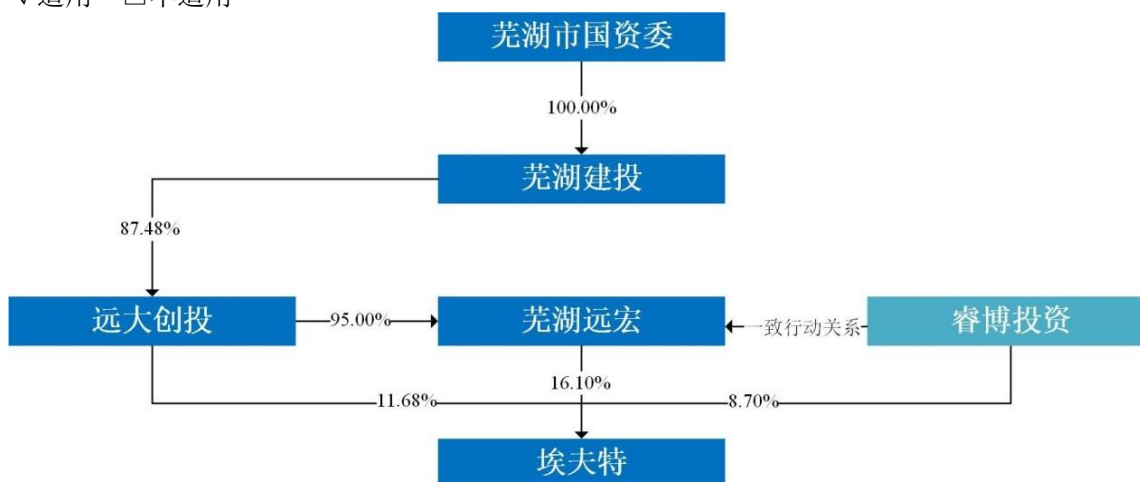 芜湖市国资委
100.00%
芜湖建投
87.48%
远大创投
95.00%
芜湖远宏
一致行动关系
睿博投资
16.10%
11.68%
8.70%
埃夫特